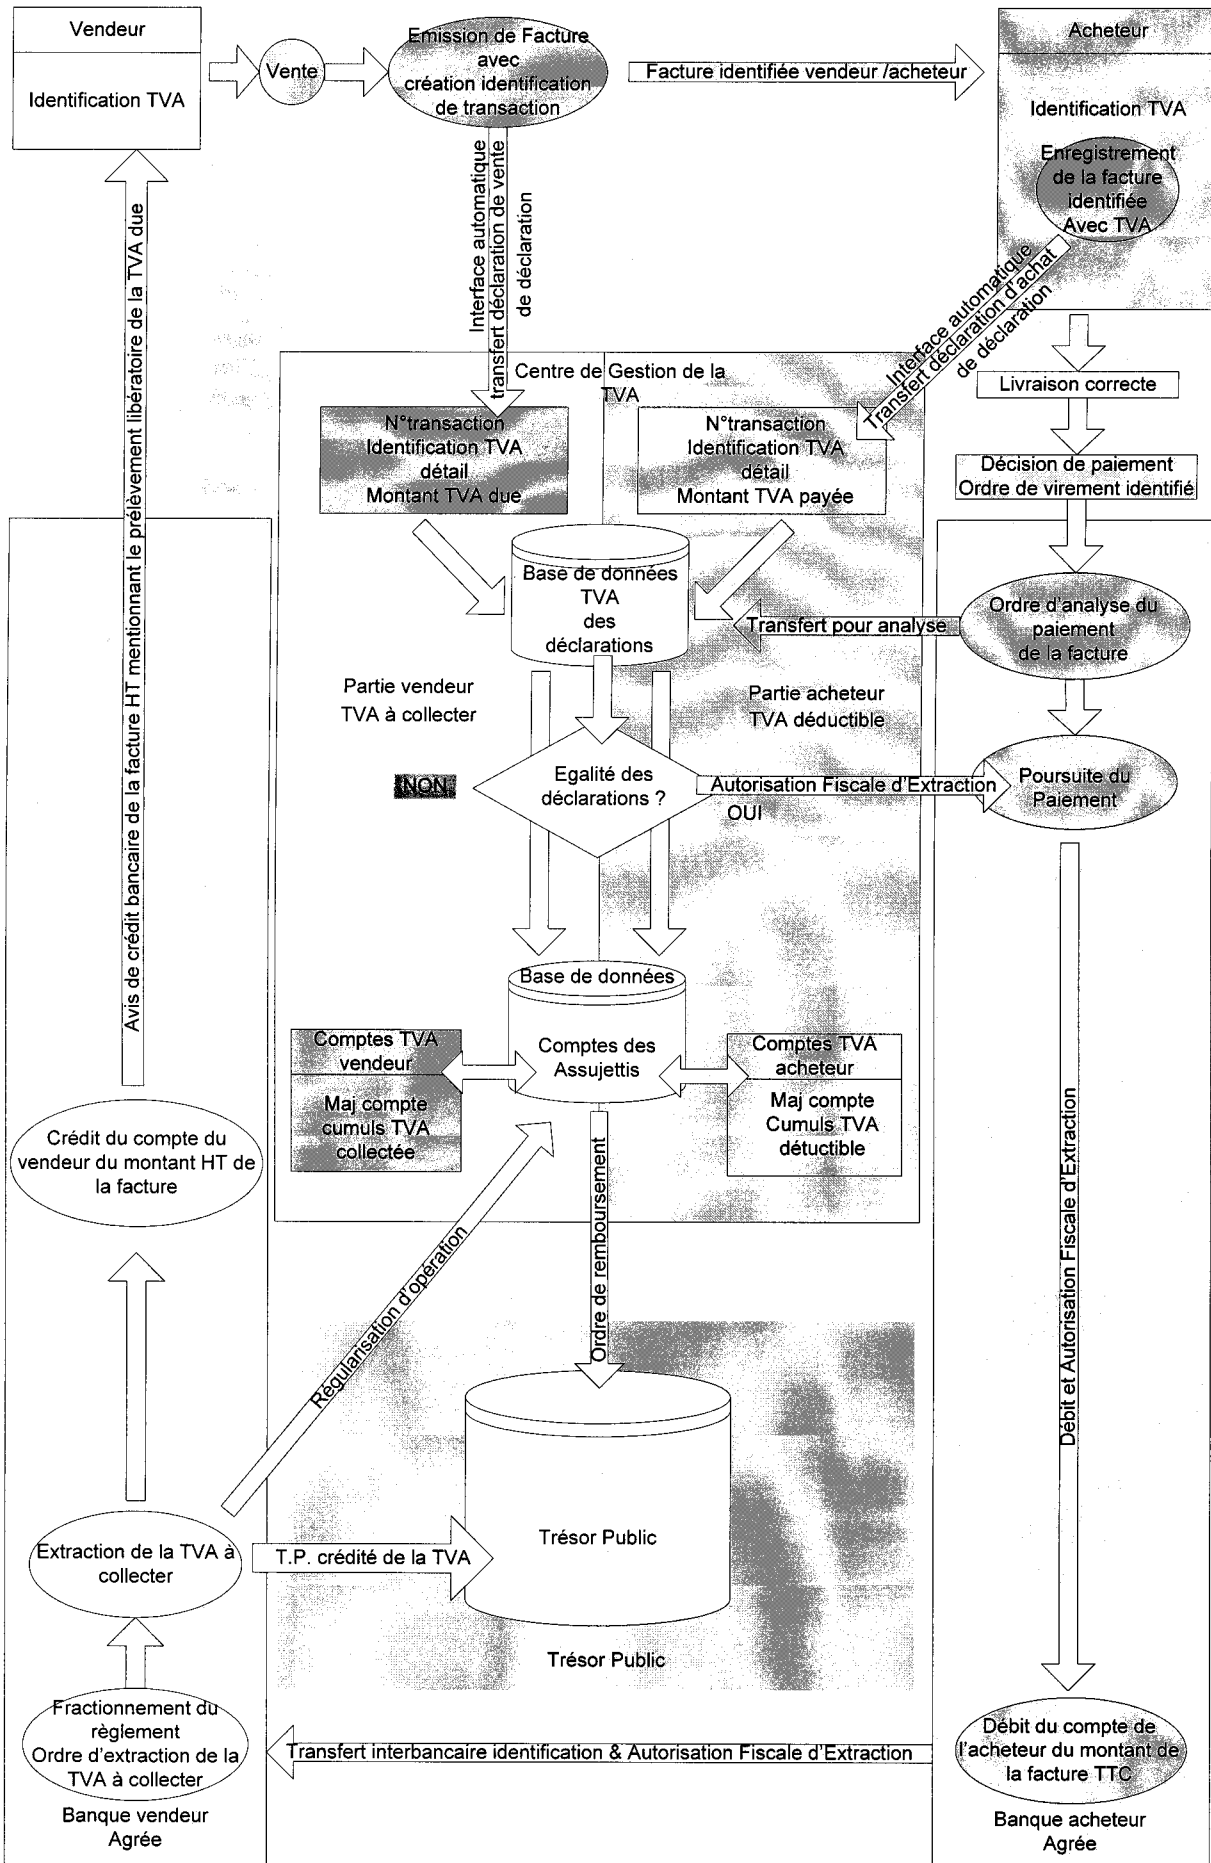 Vendeur
Identification TVA
Vente
Emission de Facture
avec
création identification
de transaction
Facture identifiée vendeur /acheteur
Acheteur
Identification TVA
Enregistrement
de la facture
identifiée
Avec TVA
Interface automatique
transfert déclaration de vente
de déclaration
Interface automatique
Transfert déclaration d'achat
de déclaration
Livraison correcte
Décision de paiement
Ordre de virement identifié
Centre de Gestion de la
TVA
N°transaction
Identification TVA
détail
Montant TVA due
N°transaction
Identification TVA
détail
Montant TVA payée
Base de données
TVA
des
déclarations
Transfert pour analyse
Ordre d'analyse du
paiement
de la facture
Partie vendeur
TVA à collecter
Partie acheteur
TVA déductible
NON
Egalité des
déclarations ?
Autorisation Fiscale d'Extraction
OUI
Poursuite du
Paiement
Avis de crédit bancaire de la facture HT mentionnant le prélèvement libératoire de la TVA due
Base de données
Comptes des
Assujettis
Comptes TVA
vendeur
Maj compte
cumuls TVA
collectée
Comptes TVA
acheteur
Maj compte
Cumuls TVA
détuctible
Crédit du compte du
vendeur du montant HT de
la facture
Régularisation d'opération
Ordre de remboursement
Débit et Autorisation Fiscale d'Extraction
Extraction de la TVA à
collecter
T.P. crédité de la TVA
Trésor Public
Trésor Public
Fractionnement du
règlement
Ordre d'extraction de la
TVA à collecter
Transfert interbancaire identification & Autorisation Fiscale d'Extraction
Débit du compte de
l'acheteur du montant de
la facture TTC
Banque vendeur
Agrée
Banque acheteur
Agrée